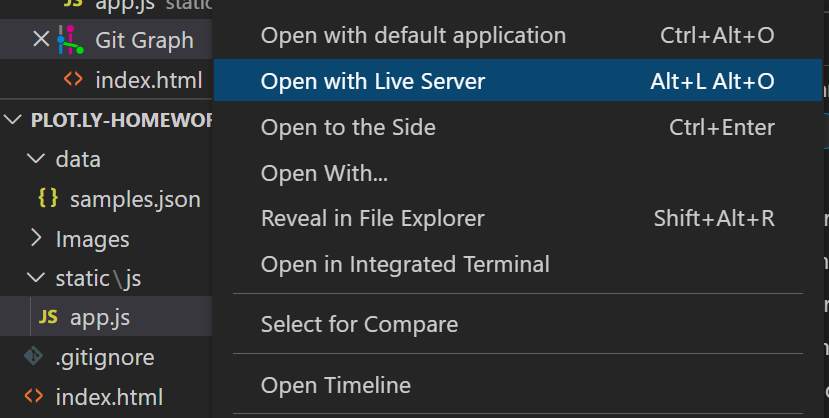 JS app.js static
Git Graph
index.html
PLOT.LY-HOMEWOR
data
{} samples.json
Images
static\js
JS app.js
.gitignore
index.html
Open with default application Ctrl+Alt+O
Open with Live Server Alt+L Alt+O
Open to the Side Ctrl+Enter
Open With...
Reveal in File Explorer Shift+Alt+R
Open in Integrated Terminal
Select for Compare
Open Timeline